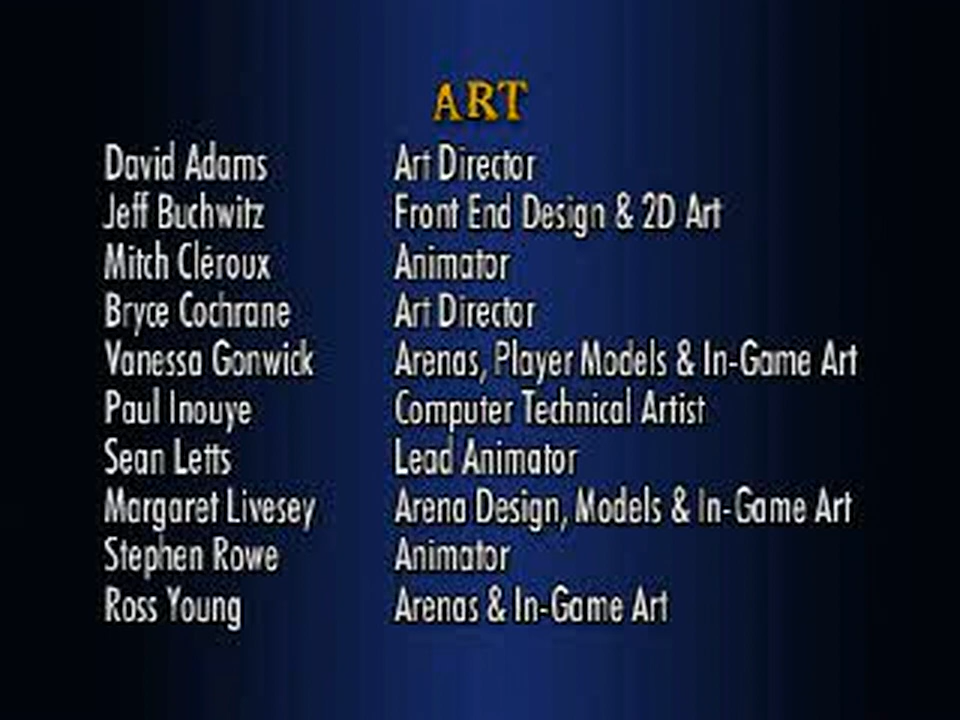 ART
David Adams Art Director
Jeff Buchwitz Front End Design & 2D Art
Mitch Cléroux Animator
Bryce Cochrane Art Director
Vanessa Gonwick Arenas, Player Models & In-Game Art
Paul Inouye Computer Technical Artist
Sean Letts Lead Animator
Margaret Livesey Arena Design, Models & In-Game Art
Stephen Rowe Animator
Ross Young Arenas & In-Game Art